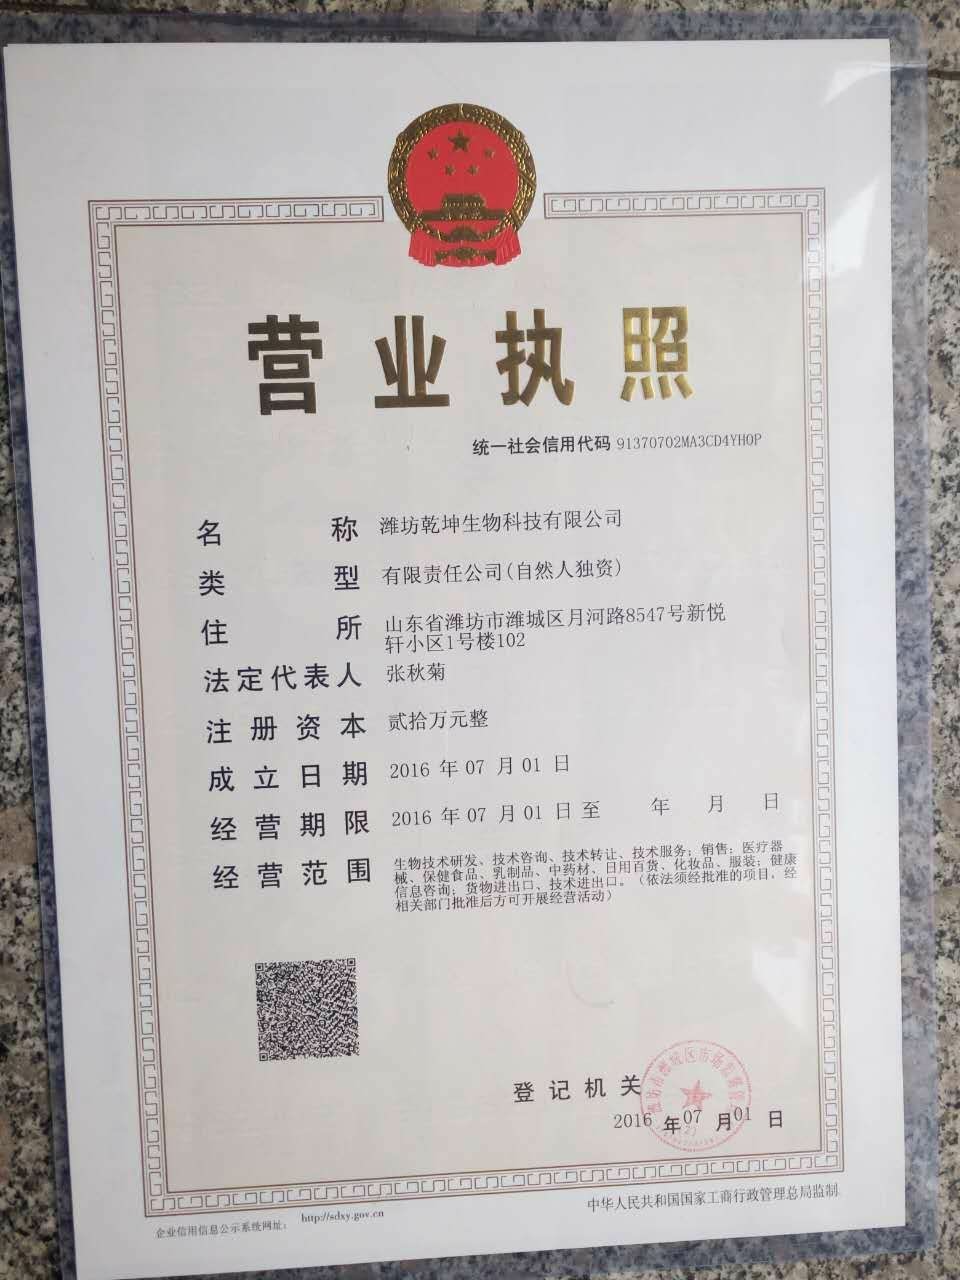 营业执照
统一社会信用代码 91370702MA3CD4YH0P
名称 潍坊乾坤生物科技有限公司
类型 有限责任公司(自然人独资)
住所 山东省潍坊市潍城区月河路8547号新悦
轩小区1号楼102
法定代表人 张秋菊
注册资本 贰拾万元整
成立日期 2016 年 07 月 01 日
经营期限 2016 年 07 月 01 日 至 年 月 日
经营范围 生物技术研发、技术咨询、技术转让、技术服务；销售：医疗器
械、保健食品、乳制品、中药材、日用百货、化妆品、服装；健康
信息咨询；货物进出口、技术进出口。（依法须经批准的项目，经
相关部门批准后方可开展经营活动）
登记机关
潍坊市潍城区市场监督管
2016 年 07 月 01 日
企业信用信息公示系统网址： http://sdxy.gov.cn
中华人民共和国国家工商行政管理总局监制